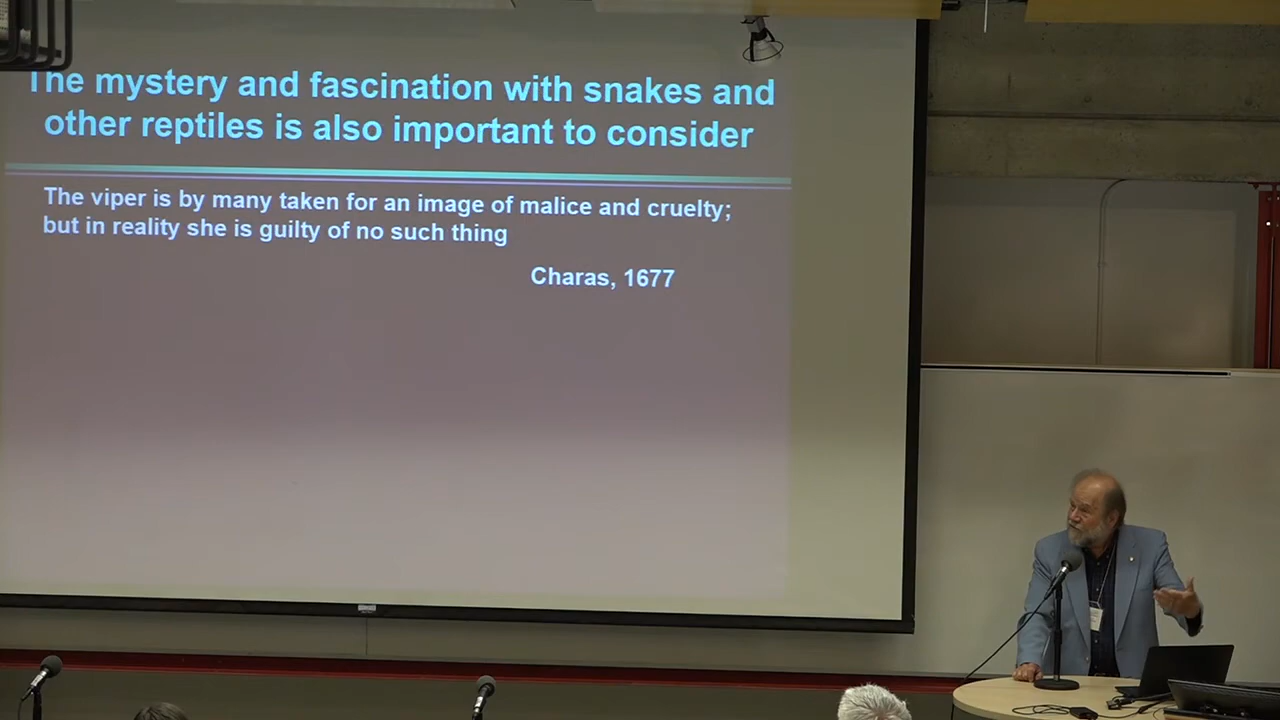 The mystery and fascination with snakes and
other reptiles is also important to consider
The viper is by many taken for an image of malice and cruelty;
but in reality she is guilty of no such thing
Charas, 1677